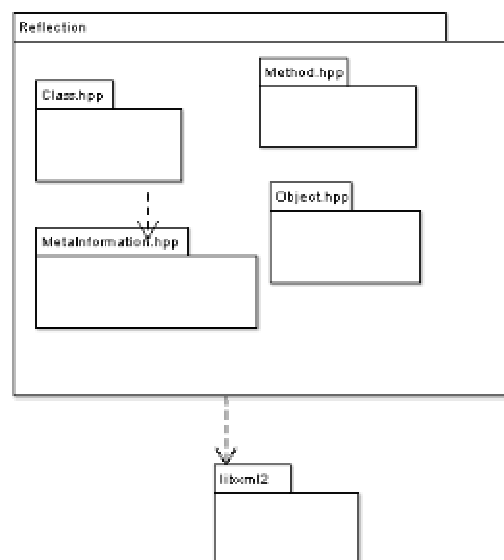 Reflection
Method.hpp
Class.hpp
Object.hpp
MetaInformation.hpp
libxml2